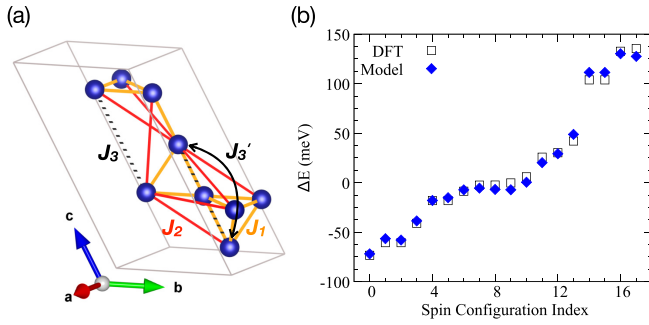 (a)
J3
J3′
J2
J1
c
a
b
(b)
DFT
Model
ΔE (meV)
150
100
50
0
-50
-100
0 4 8 12 16
Spin Configuration Index